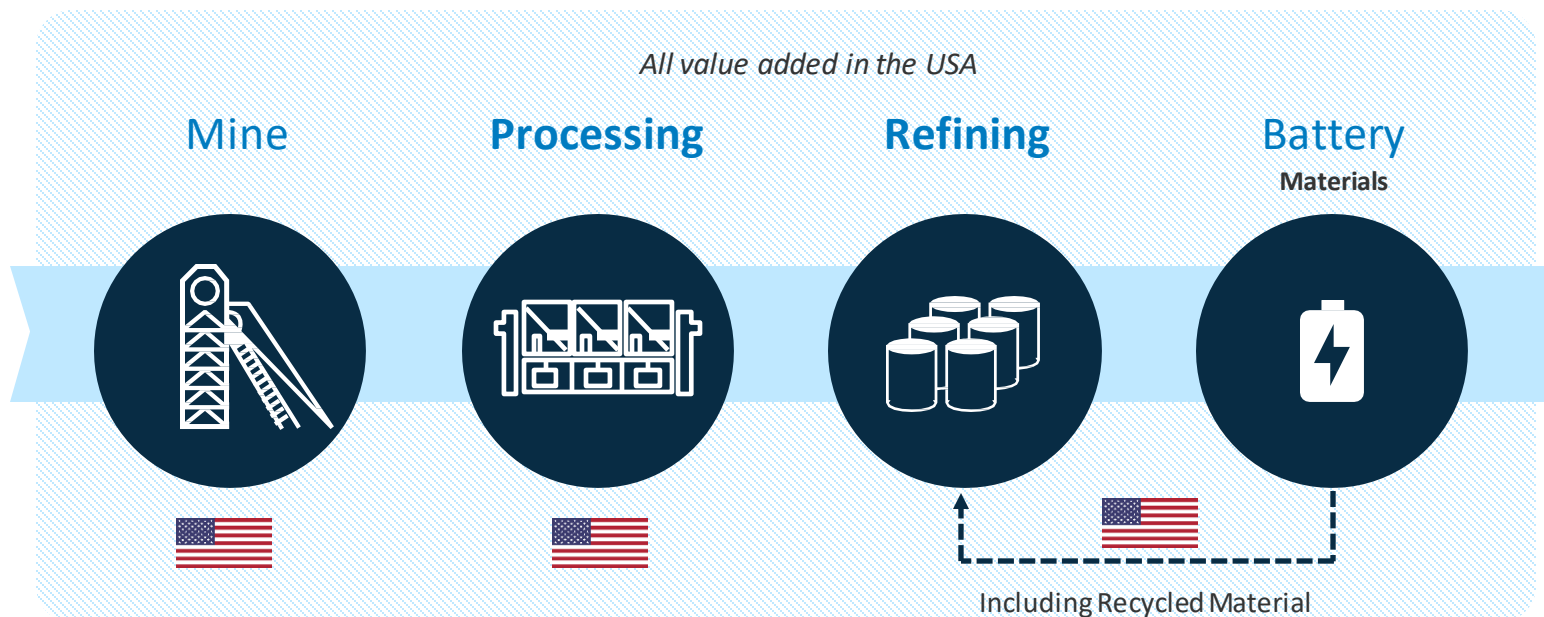 All value added in the USA
Mine
Processing
Refining
Battery
Materials
Including Recycled Material